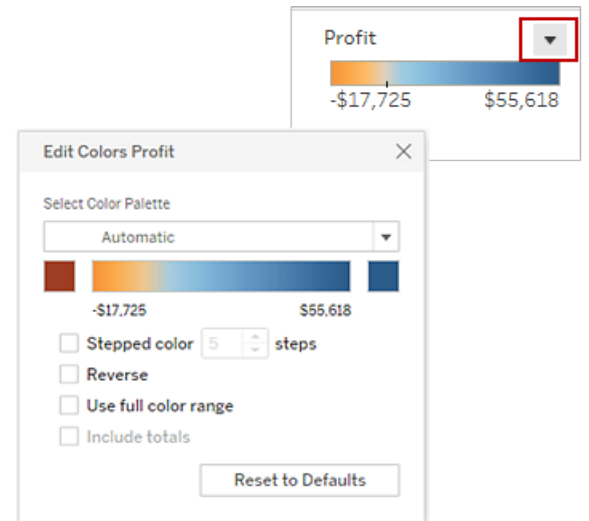 Profit
-$17,725 $55,618
Edit Colors Profit
Select Color Palette
Automatic
-$17,725 $55,618
Stepped color 5 steps
Reverse
Use full color range
Include totals
Reset to Defaults